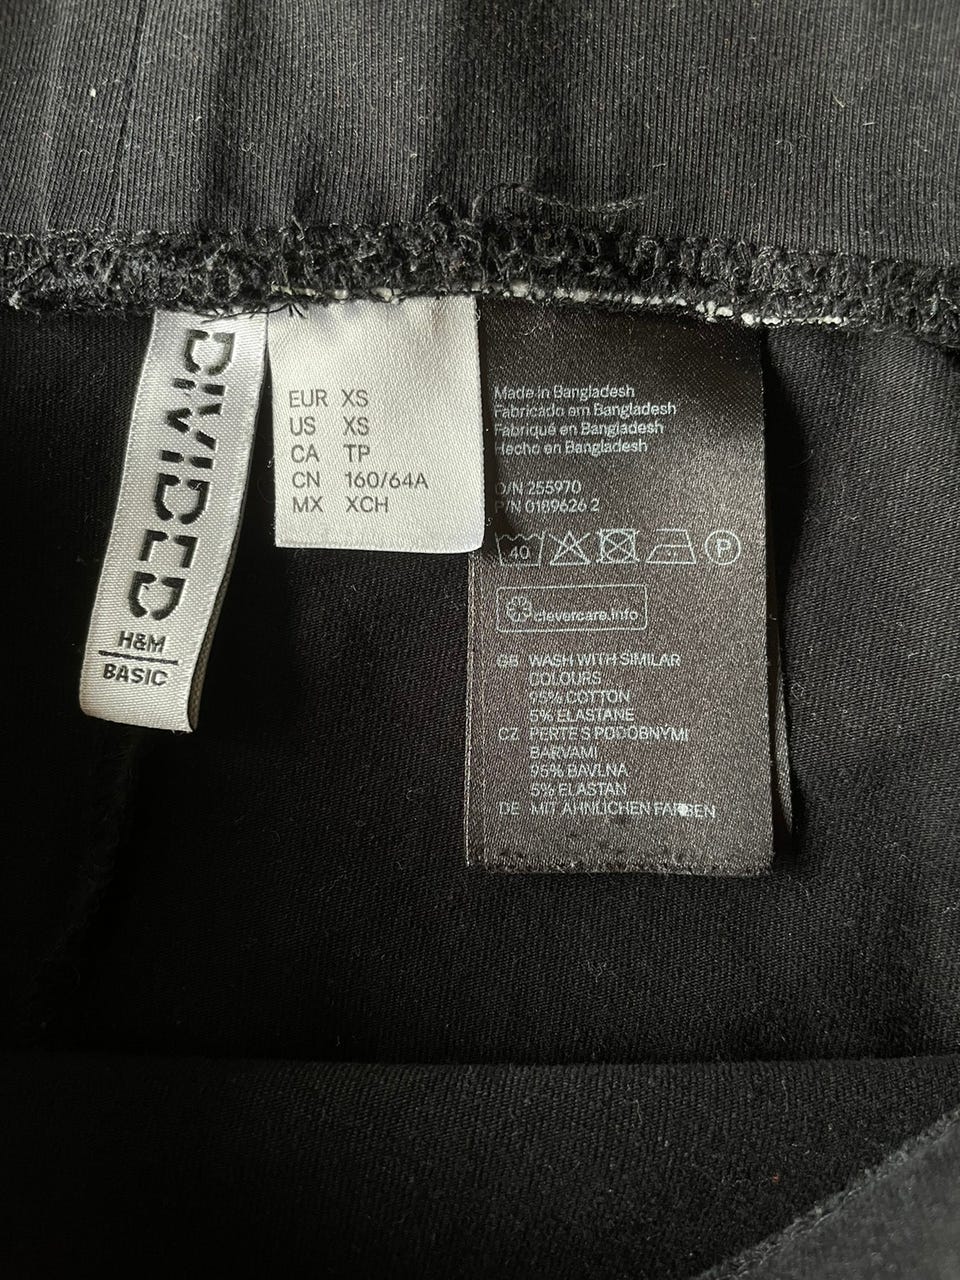 DIVIDED
H&M
BASIC
EUR XS
US XS
CA TP
CN 160/64A
MX XCH
Made in Bangladesh
Fabricado em Bangladesh
Fabriqué en Bangladesh
Hecho en Bangladesh
O/N 255970
P/N 0189626 2
40
P
clevercare.info
GB WASH WITH SIMILAR
COLOURS
95% COTTON
5% ELASTANE
CZ PERTE S PODOBNÝMI
BARVAMI
95% BAVLNA
5% ELASTAN
DE MIT ÄHNLICHEN FARBEN